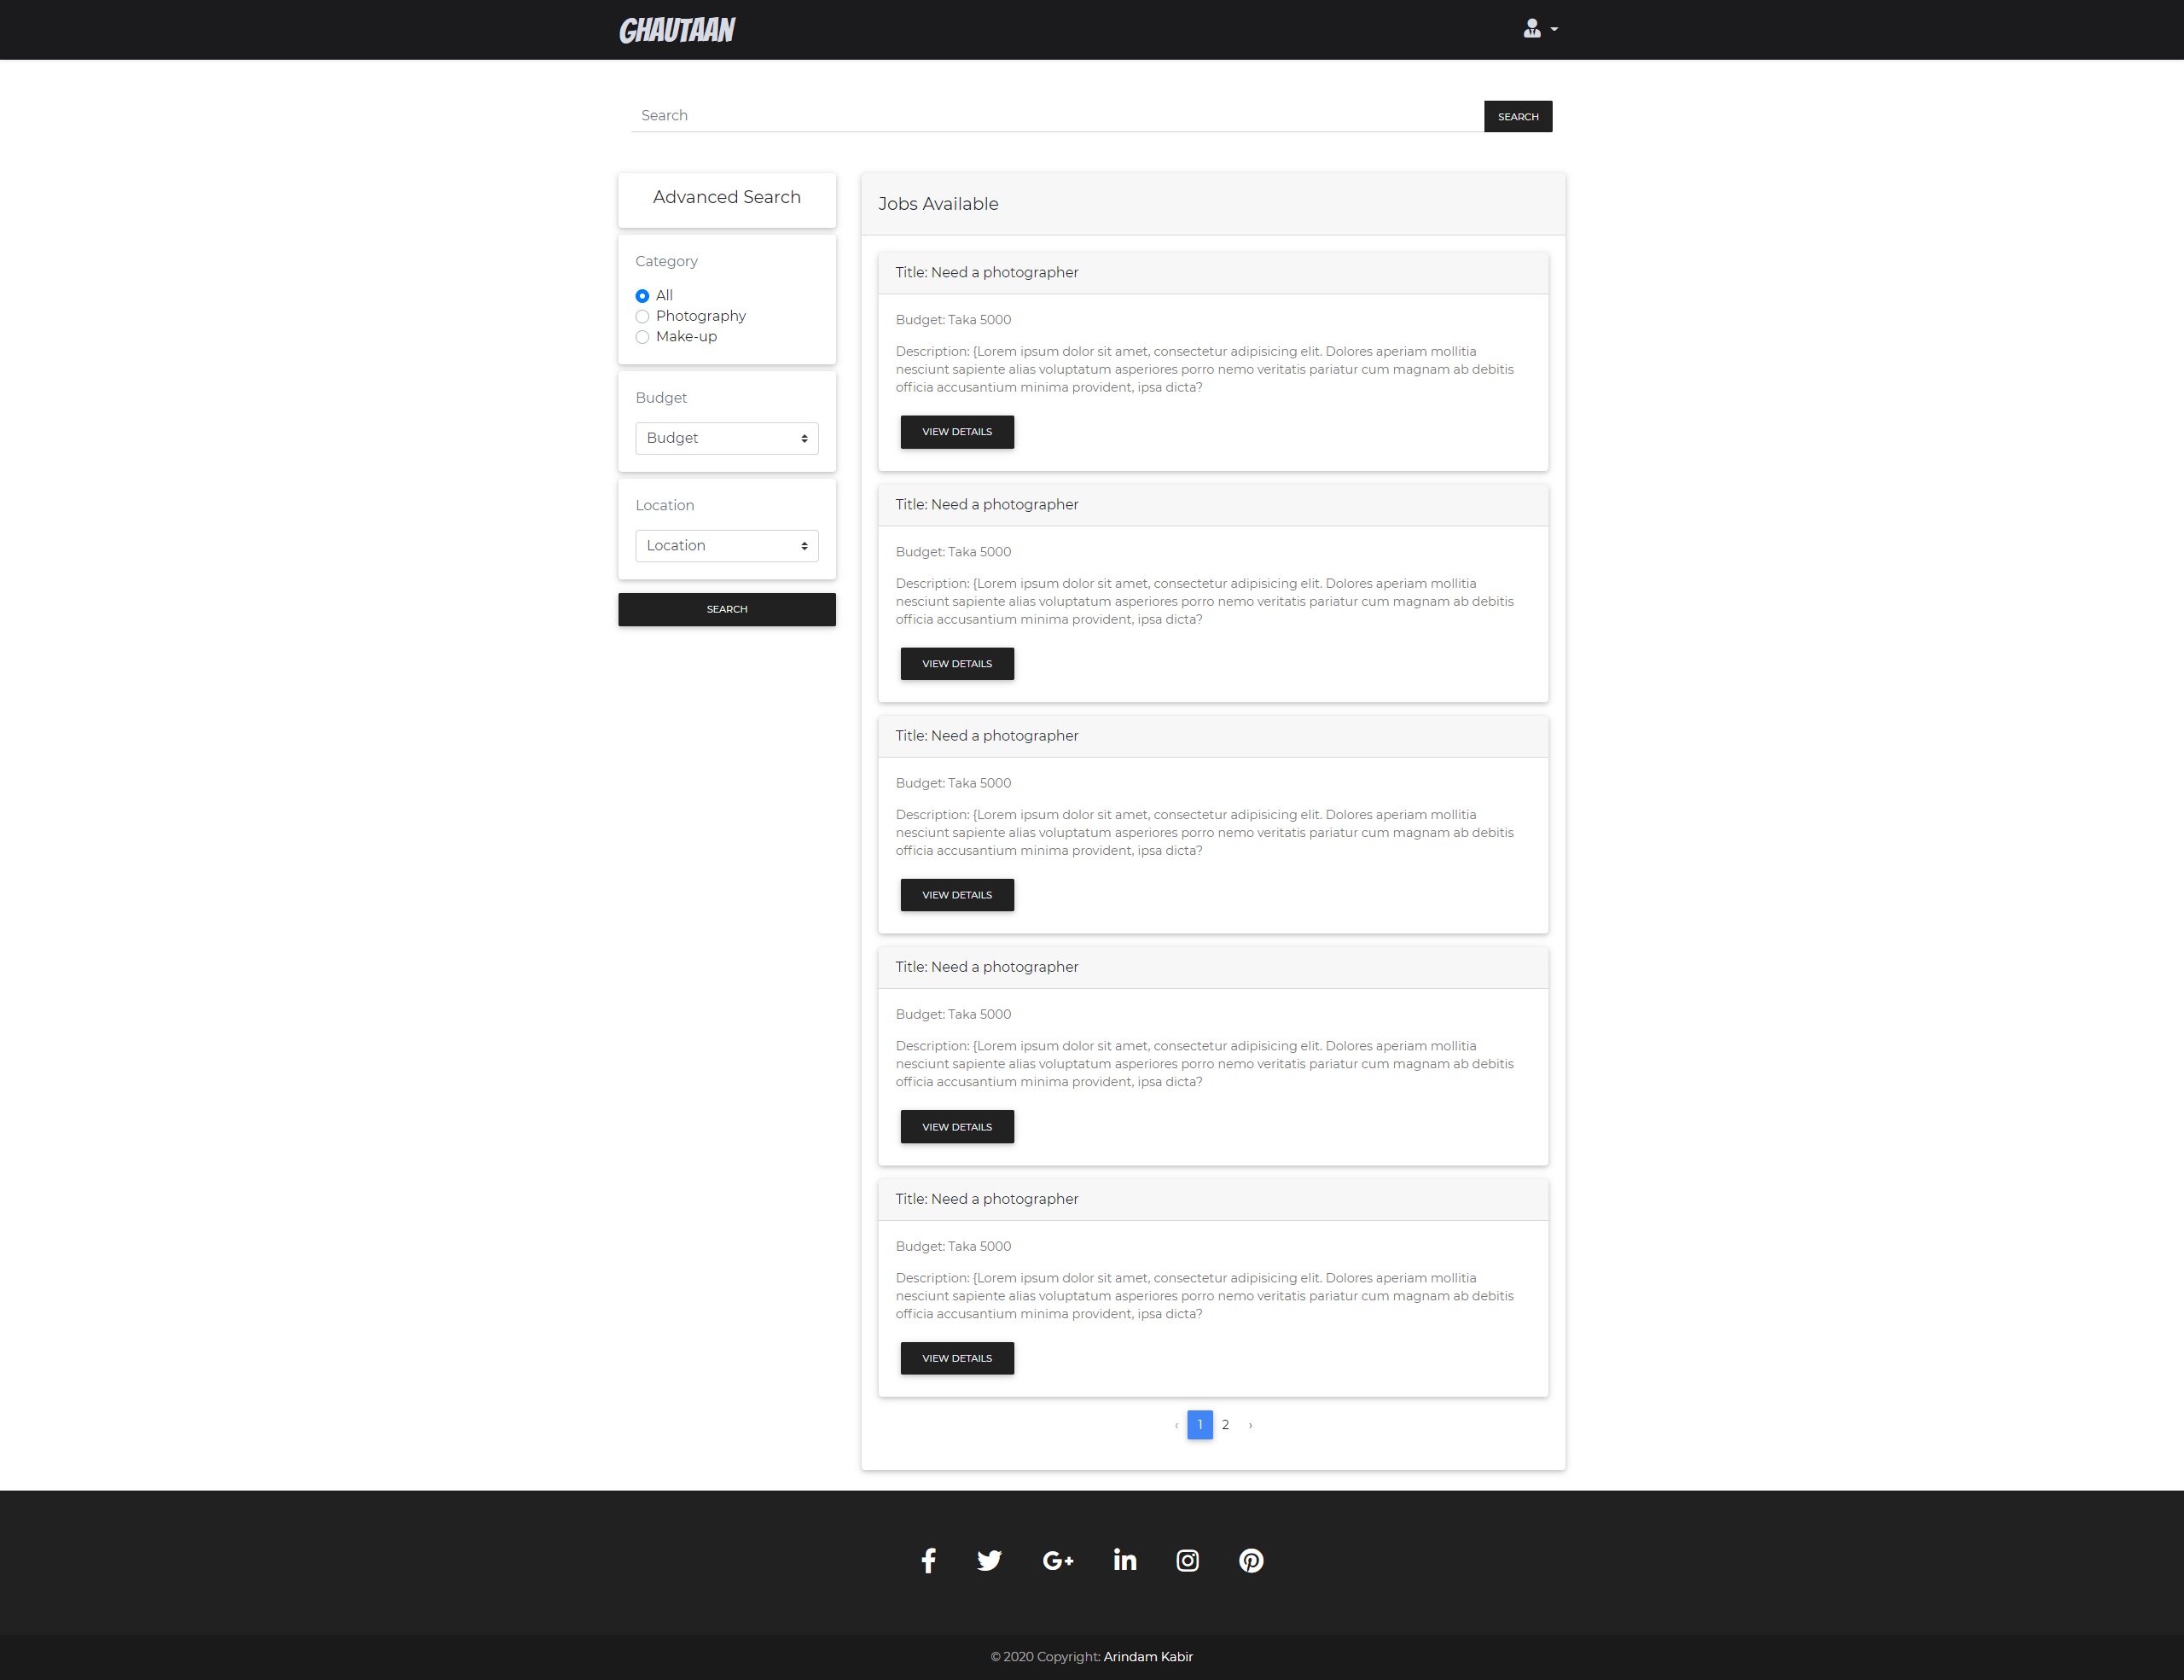 GHAUTAAN
Search
SEARCH
Advanced Search
Category
All
Photography
Make-up
Budget
Budget
Location
Location
SEARCH
Jobs Available
Title: Need a photographer
Budget: Taka 5000
Description: {Lorem ipsum dolor sit amet, consectetur adipisicing elit. Dolores aperiam mollitia
nesciunt sapiente alias voluptatum asperiores porro nemo veritatis pariatur cum magnam ab debitis
officia accusantium minima provident, ipsa dicta?
VIEW DETAILS
Title: Need a photographer
Budget: Taka 5000
Description: {Lorem ipsum dolor sit amet, consectetur adipisicing elit. Dolores aperiam mollitia
nesciunt sapiente alias voluptatum asperiores porro nemo veritatis pariatur cum magnam ab debitis
officia accusantium minima provident, ipsa dicta?
VIEW DETAILS
Title: Need a photographer
Budget: Taka 5000
Description: {Lorem ipsum dolor sit amet, consectetur adipisicing elit. Dolores aperiam mollitia
nesciunt sapiente alias voluptatum asperiores porro nemo veritatis pariatur cum magnam ab debitis
officia accusantium minima provident, ipsa dicta?
VIEW DETAILS
Title: Need a photographer
Budget: Taka 5000
Description: {Lorem ipsum dolor sit amet, consectetur adipisicing elit. Dolores aperiam mollitia
nesciunt sapiente alias voluptatum asperiores porro nemo veritatis pariatur cum magnam ab debitis
officia accusantium minima provident, ipsa dicta?
VIEW DETAILS
Title: Need a photographer
Budget: Taka 5000
Description: {Lorem ipsum dolor sit amet, consectetur adipisicing elit. Dolores aperiam mollitia
nesciunt sapiente alias voluptatum asperiores porro nemo veritatis pariatur cum magnam ab debitis
officia accusantium minima provident, ipsa dicta?
VIEW DETAILS
‹ 1 2 ›
© 2020 Copyright: Arindam Kabir